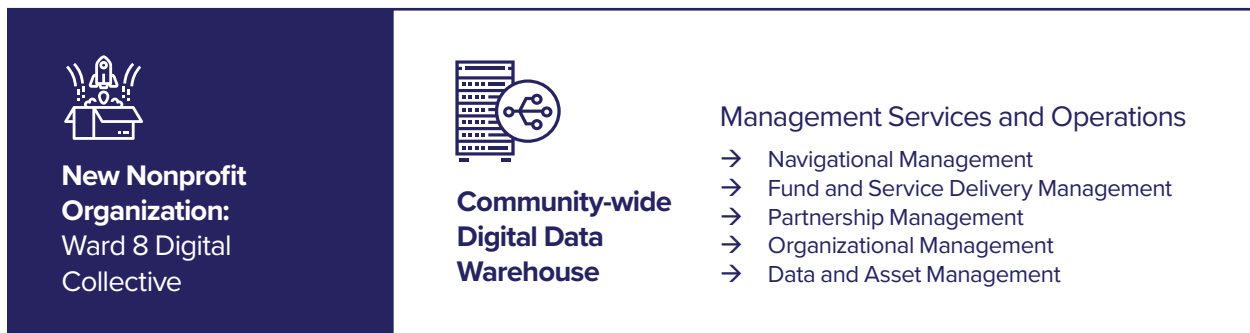 New Nonprofit
Organization:
Ward 8 Digital
Collective
Community-wide
Digital Data
Warehouse
Management Services and Operations
→ Navigational Management
→ Fund and Service Delivery Management
→ Partnership Management
→ Organizational Management
→ Data and Asset Management